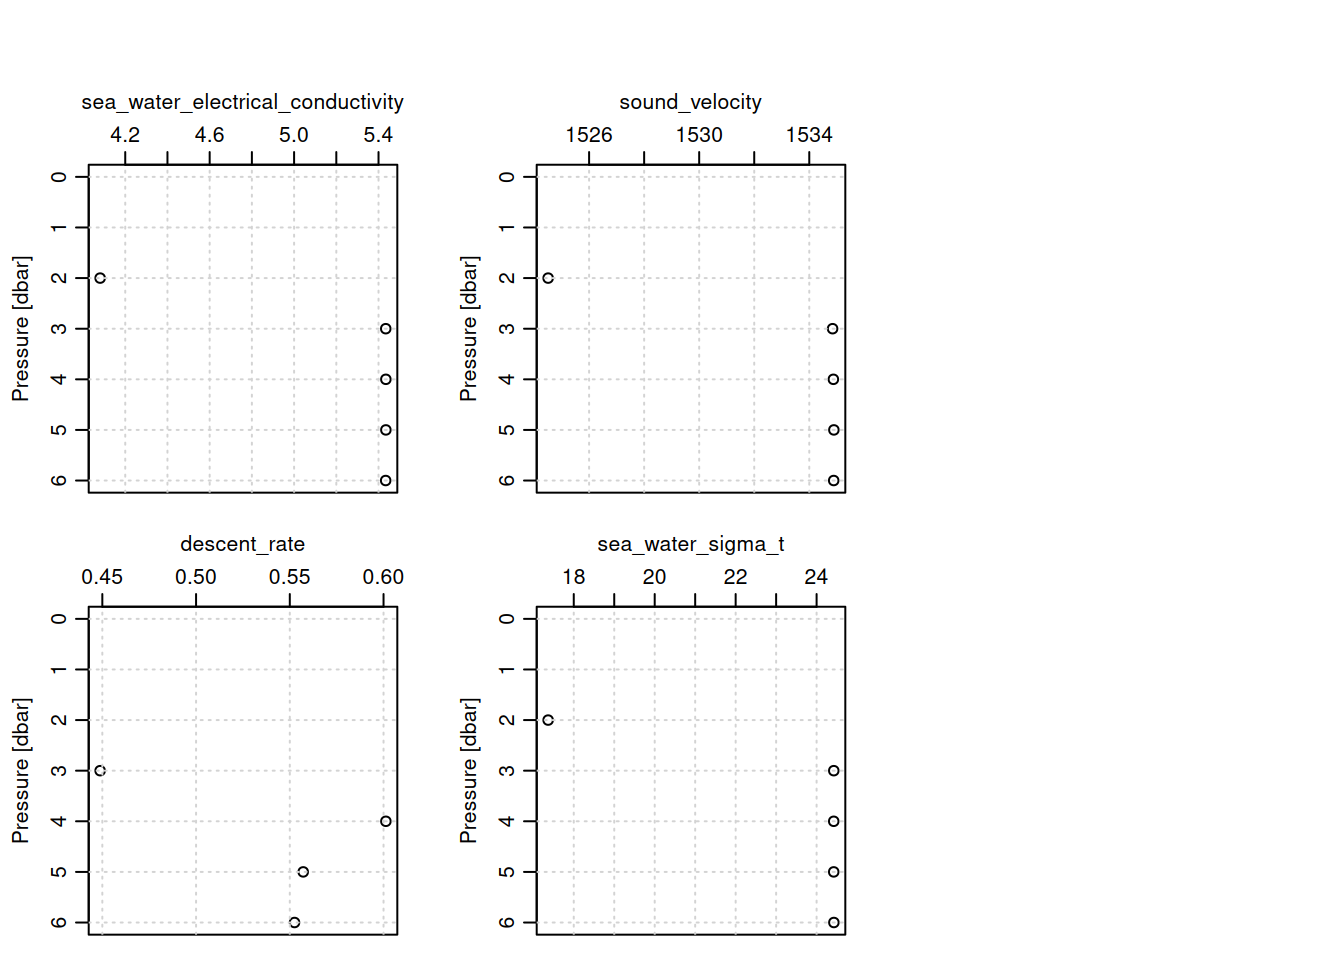 sea_water_electrical_conductivity
4.2 4.6 5.0 5.4
0
1
2
3
4
5
6
Pressure [dbar]
sound_velocity
1526 1530 1534
0
1
2
3
4
5
6
Pressure [dbar]
descent_rate
0.45 0.50 0.55 0.60
0
1
2
3
4
5
6
Pressure [dbar]
sea_water_sigma_t
18 20 22 24
0
1
2
3
4
5
6
Pressure [dbar]